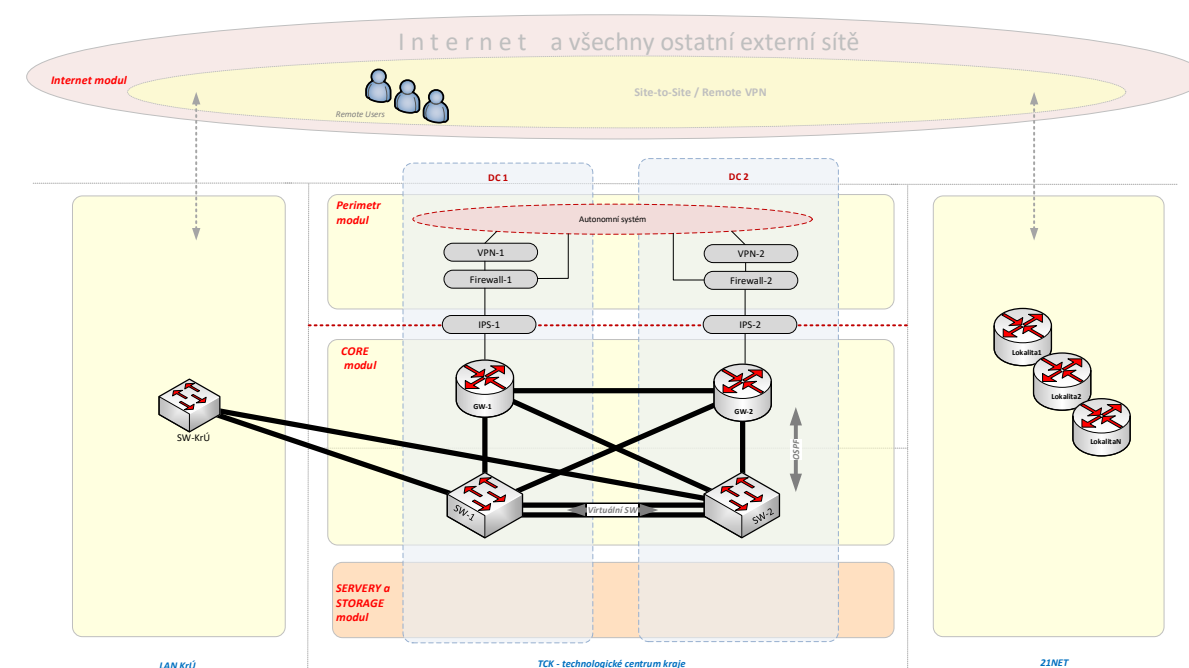 I n t e r n e t a všechny ostatní externí sítě
Internet modul
Site-to-Site / Remote VPN
Remote Users
DC 1
DC 2
Perimetr
modul
Autonomní systém
VPN-1
VPN-2
Firewall-1
Firewall-2
IPS-1
IPS-2
CORE
modul
GW-1
GW-2
Lokalita1
Lokalita2
LokalitaN
SW-KrÚ
OSPF
SW-1
Virtuální SW
SW-2
SERVERY a
STORAGE
modul
LAN KrÚ
TCK - technologické centrum kraje
21NET